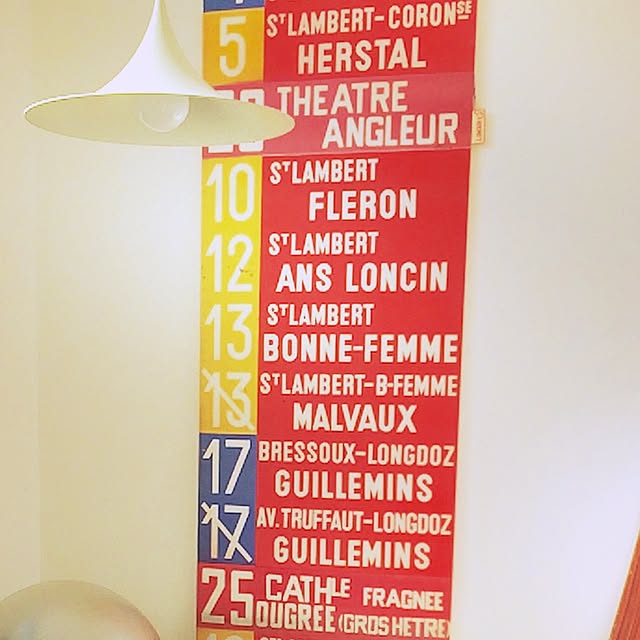 5 ST LAMBERT-CORONSE
HERSTAL
THEATRE
ANGLEUR
10 ST LAMBERT
FLERON
12 ST LAMBERT
ANS LONCIN
13 ST LAMBERT
BONNE-FEMME
13 ST LAMBERT-B-FEMME
MALVAUX
17 BRESSOUX-LONGDOZ
GUILLEMINS
17 AV. TRUFFAUT-LONGDOZ
GUILLEMINS
25 CATHLE FRAGNEE
OUGREE (GROS HETRE)